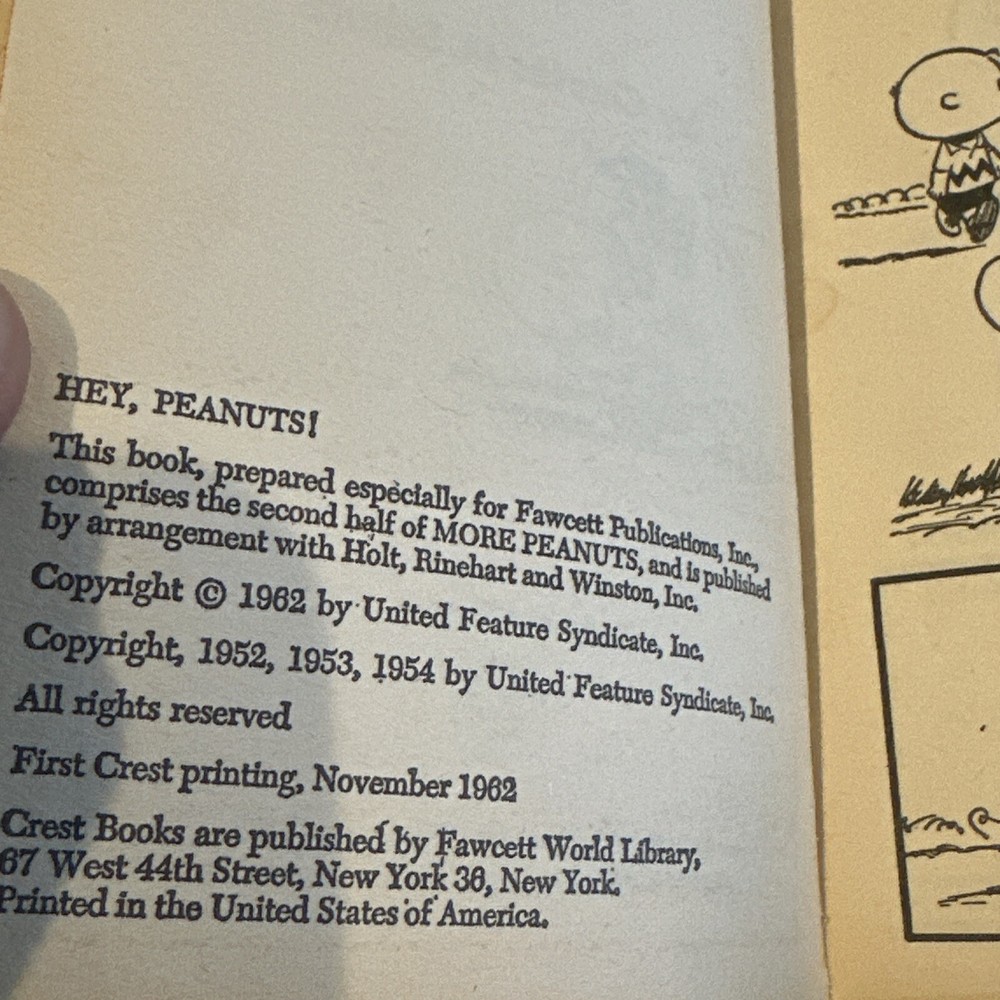 HEY, PEANUTS!
This book, prepared especially for Fawcett Publications, Inc.,
comprises the second half of MORE PEANUTS, and is published
by arrangement with Holt, Rinehart and Winston, Inc.
Copyright © 1962 by United Feature Syndicate, Inc.
Copyright, 1952, 1953, 1954 by United Feature Syndicate, Inc.
All rights reserved
First Crest printing, November 1962
Crest Books are published by Fawcett World Library,
67 West 44th Street, New York 36, New York.
Printed in the United States of America.